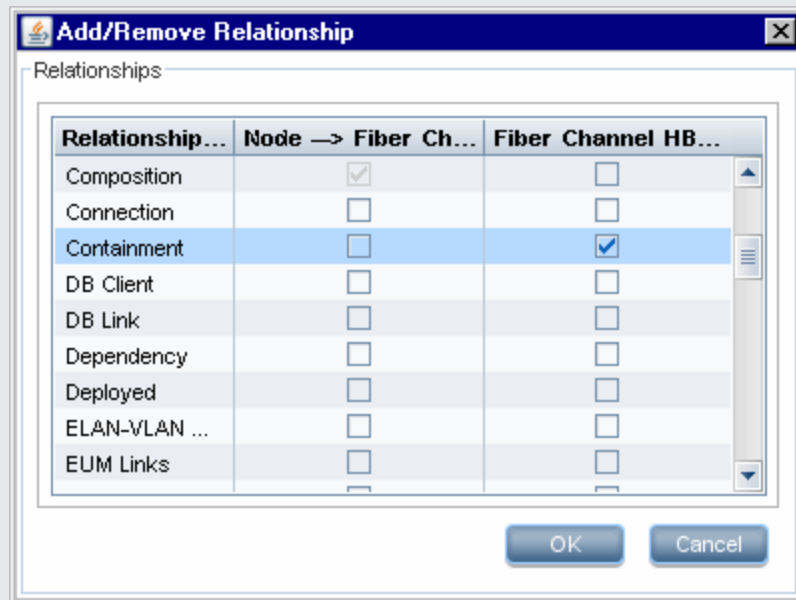 Add/Remove Relationship
Relationships
Relationship... Node —> Fiber Ch... Fiber Channel HB...
Composition
Connection
Containment
DB Client
DB Link
Dependency
Deployed
ELAN-VLAN ...
EUM Links
OK Cancel